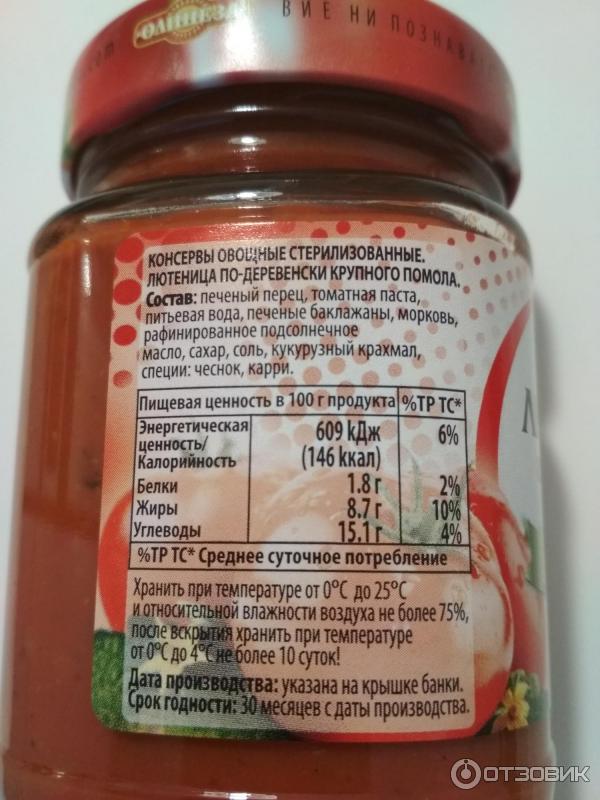 .com
ОЛИНЕЗА
ВИЕ НИ ПОЗНАВАТЕ
КОНСЕРВЫ ОВОЩНЫЕ СТЕРИЛИЗОВАННЫЕ.
ЛЮТЕНИЦА ПО-ДЕРЕВЕНСКИ КРУПНОГО ПОМОЛА.
Состав: печеный перец, томатная паста,
питьевая вода, печеные баклажаны, морковь,
рафинированное подсолнечное
масло, сахар, соль, кукурузный крахмал,
специи: чеснок, карри.
Пищевая ценность в 100 г продукта %ТР ТС*
Энергетическая 609 kДж 6%
ценность/
Калорийность (146 kкал)
Белки 1.8 г 2%
Жиры 8.7 г 10%
Углеводы 15.1 г 4%
%ТР ТС* Среднее суточное потребление
Хранить при температуре от 0°C до 25°C
и относительной влажности воздуха не более 75%,
после вскрытия хранить при температуре
от 0°C до 4°C не более 10 суток!
Дата производства: указана на крышке банки.
Срок годности: 30 месяцев с даты производства.
Л
ОТЗОВИК